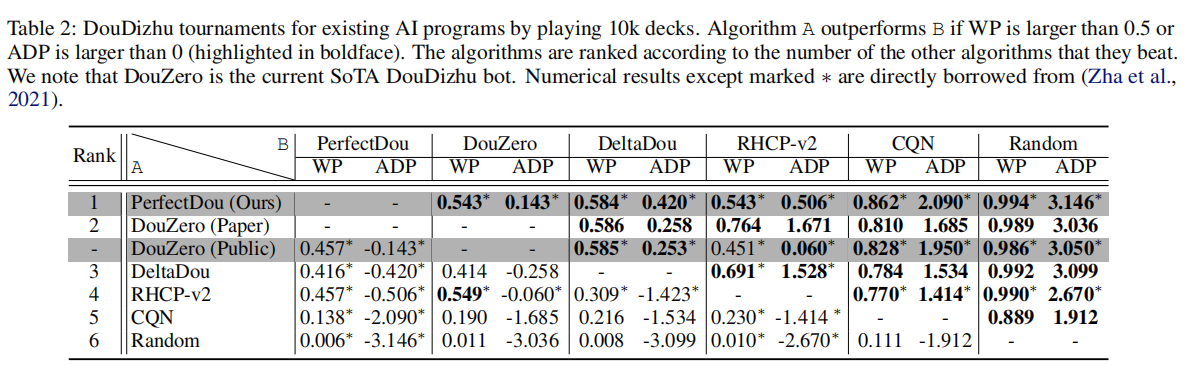 Table 2: DouDizhu tournaments for existing AI programs by playing 10k decks. Algorithm A outperforms B if WP is larger than 0.5 or
ADP is larger than 0 (highlighted in boldface). The algorithms are ranked according to the number of the other algorithms that they beat.
We note that DouZero is the current SoTA DouDizhu bot. Numerical results except marked * are directly borrowed from (Zha et al.,
2021).
Rank A B PerfectDou DouZero DeltaDou RHCP-v2 CQN Random
WP ADP WP ADP WP ADP WP ADP WP ADP WP ADP
1 PerfectDou (Ours) - - 0.543* 0.143* 0.584* 0.420* 0.543* 0.506* 0.862* 2.090* 0.994* 3.146*
2 DouZero (Paper) - - - - 0.586 0.258 0.764 1.671 0.810 1.685 0.989 3.036
- DouZero (Public) 0.457* -0.143* - - 0.585* 0.253* 0.451* 0.060* 0.828* 1.950* 0.986* 3.050*
3 DeltaDou 0.416* -0.420* 0.414 -0.258 - - 0.691* 1.528* 0.784 1.534 0.992 3.099
4 RHCP-v2 0.457* -0.506* 0.549* -0.060* 0.309* -1.423* - - 0.770* 1.414* 0.990* 2.670*
5 CQN 0.138* -2.090* 0.190 -1.685 0.216 -1.534 0.230* -1.414 * - - 0.889 1.912
6 Random 0.006* -3.146* 0.011 -3.036 0.008 -3.099 0.010* -2.670* 0.111 -1.912 - -